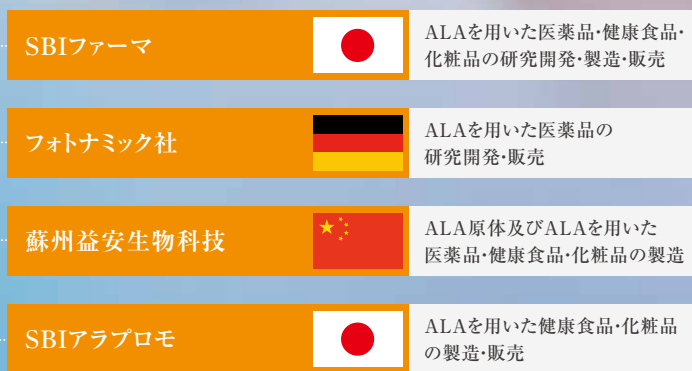 SBIファーマ
ALAを用いた医薬品・健康食品・
化粧品の研究開発・製造・販売
フォトナミック社
ALAを用いた医薬品の
研究開発・販売
蘇州益安生物科技
ALA原体及びALAを用いた
医薬品・健康食品・化粧品の製造
SBIアラプロモ
ALAを用いた健康食品・化粧品
の製造・販売